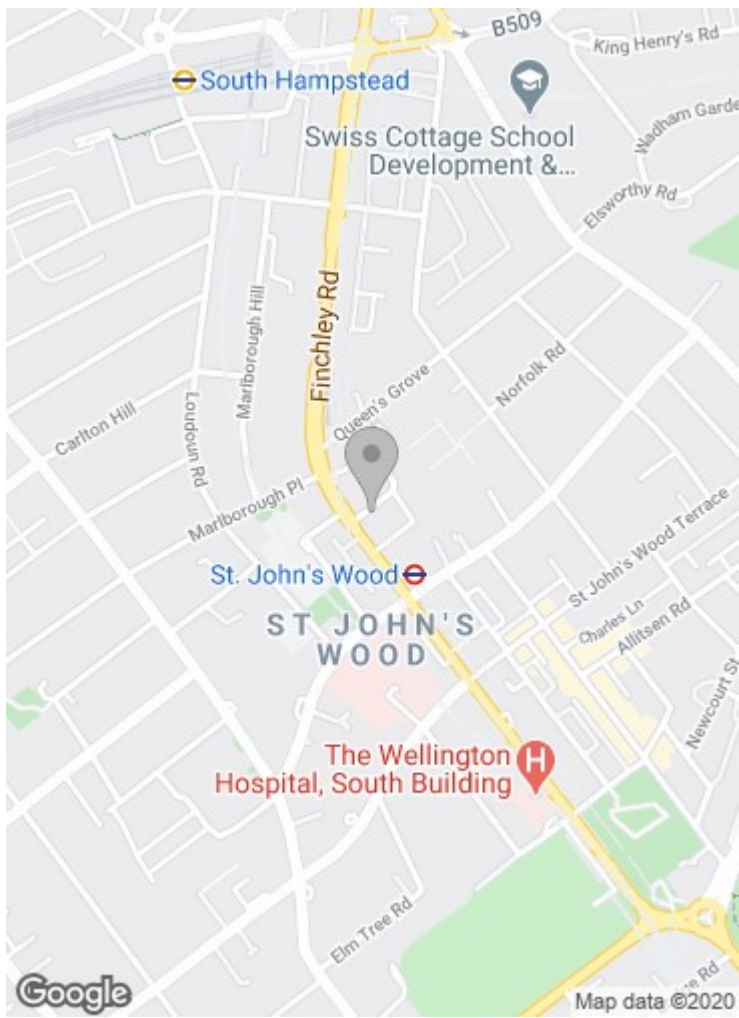 B509
King Henry's Rd
South Hampstead
Swiss Cottage School
Development &...
Wadham Garde
Elsworthy Rd
Marlborough Hill
Finchley Rd
Norfolk Rd
Queen's Grove
Carlton Hill
Loudoun Rd
Marlborough Pl
St. John's Wood
St John's Wood Terrace
ST JOHN'S
WOOD
Charles Ln
Allitsen Rd
Newcourt St
The Wellington
Hospital, South Building
H
Elm Tree Rd
Rd
Google
Map data ©2020